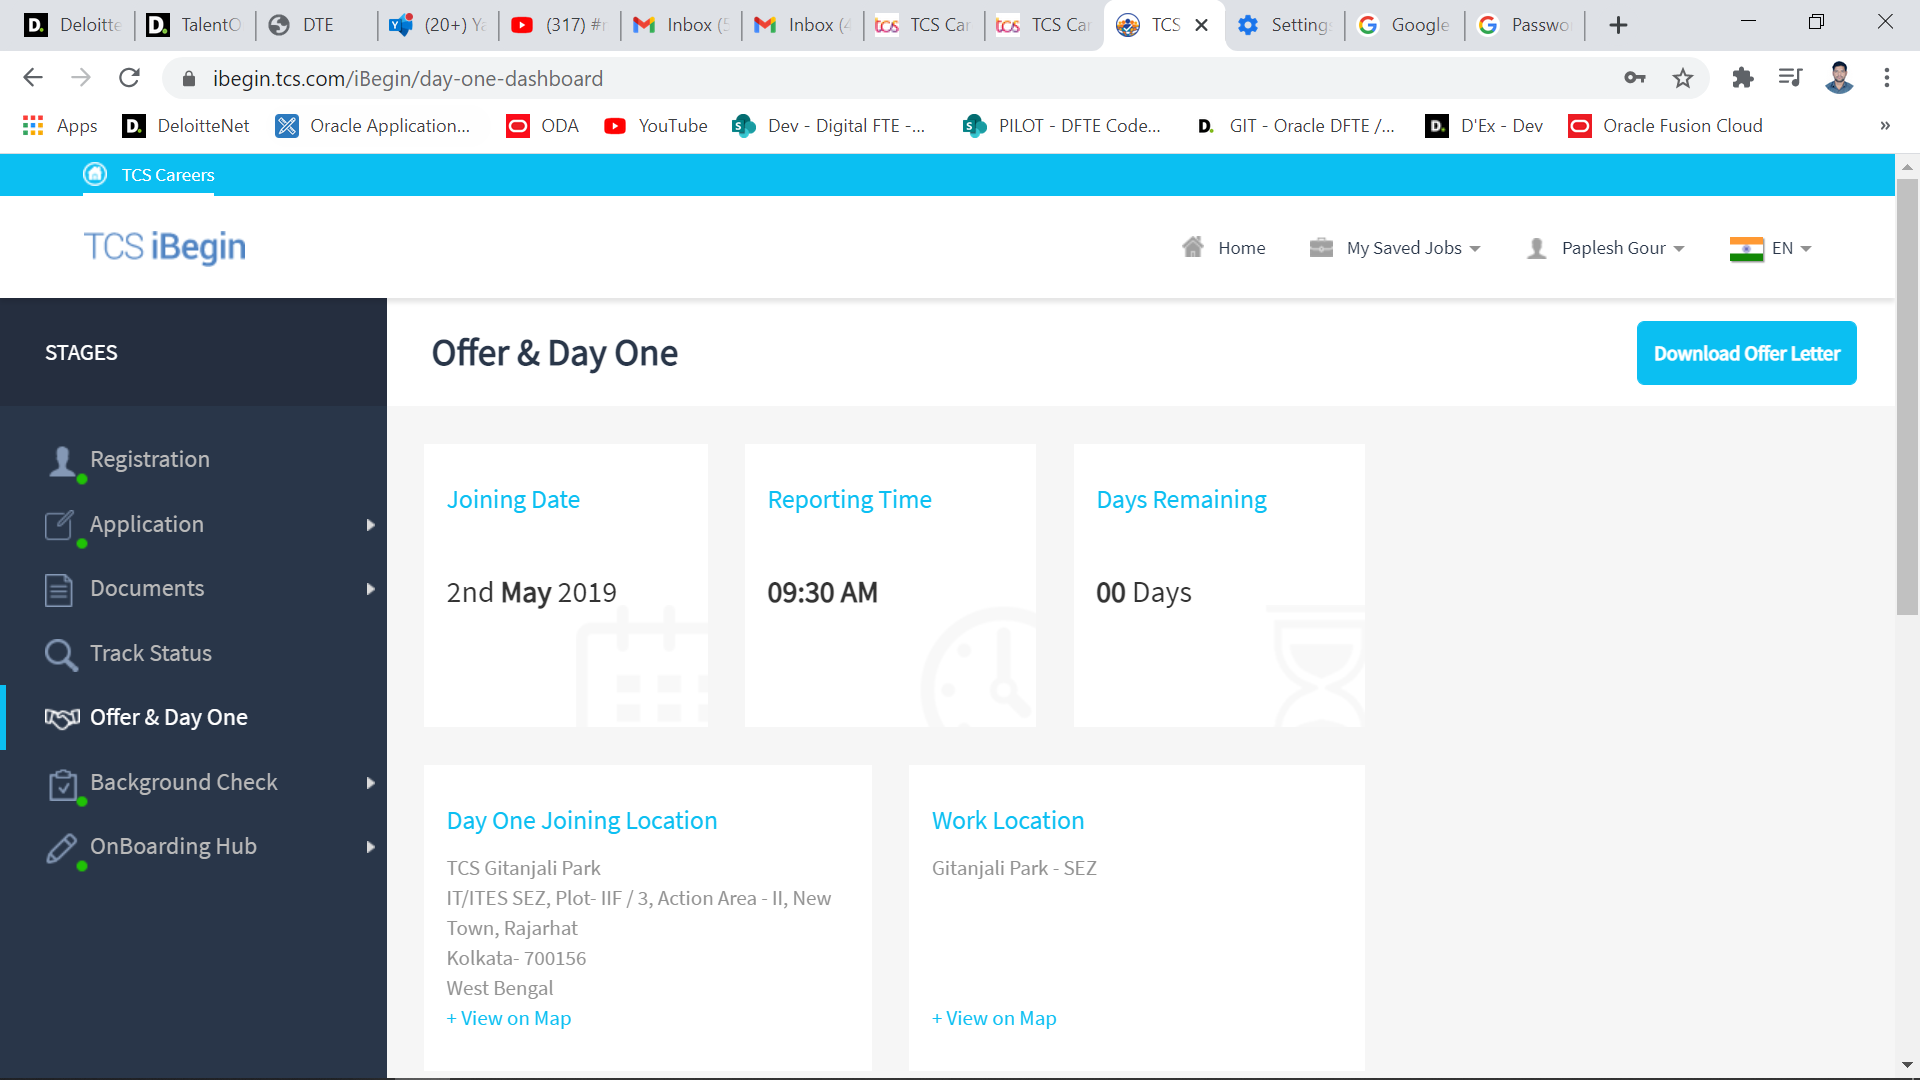 Deloitte
TalentO
DTE
(20+) Ya
(317) #r
Inbox (5
Inbox (4
TCS Car
TCS Car
TCS
Settings
Google
Passwo
ibegin.tcs.com/iBegin/day-one-dashboard
Apps
D. DeloitteNet
Oracle Application...
ODA
YouTube
Dev - Digital FTE -...
PILOT - DFTE Code...
D. GIT - Oracle DFTE /...
D. D'Ex - Dev
Oracle Fusion Cloud
»
TCS Careers
TCS iBegin
Home
My Saved Jobs
Paplesh Gour
EN
STAGES
Offer & Day One
Download Offer Letter
Registration
Application
Documents
Track Status
Offer & Day One
Background Check
OnBoarding Hub
Joining Date
2nd May 2019
Reporting Time
09:30 AM
Days Remaining
00 Days
Day One Joining Location
TCS Gitanjali Park
IT/ITES SEZ, Plot- IIF / 3, Action Area - II, New
Town, Rajarhat
Kolkata- 700156
West Bengal
+ View on Map
Work Location
Gitanjali Park - SEZ
+ View on Map